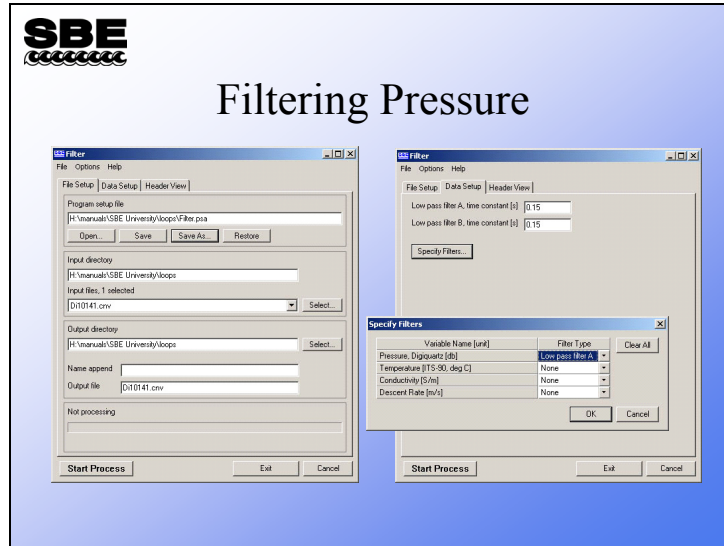 SBE
Filtering Pressure
Filter
File Options Help
File Setup Data Setup Header View
Program setup file
H:\manuals\SBE University\loops\Filter.psa
Open... Save Save As... Restore
Input directory
H:\manuals\SBE University\loops
Input files, 1 selected
Di10141.cnv Select...
Output directory
H:\manuals\SBE University\loops Select...
Name append
Output file Di10141.cnv
Not processing
Start Process Exit Cancel
Filter
File Options Help
File Setup Data Setup Header View
Low pass filter A, time constant [s] 0.15
Low pass filter B, time constant [s] 0.15
Specify Filters...
Specify Filters
Variable Name [unit] Filter Type Clear All
Pressure, Digiquartz [db] Low pass filter A
Temperature [ITS-90, deg C] None
Conductivity [S/m] None
Descent Rate [m/s] None
OK Cancel
Start Process Exit Cancel